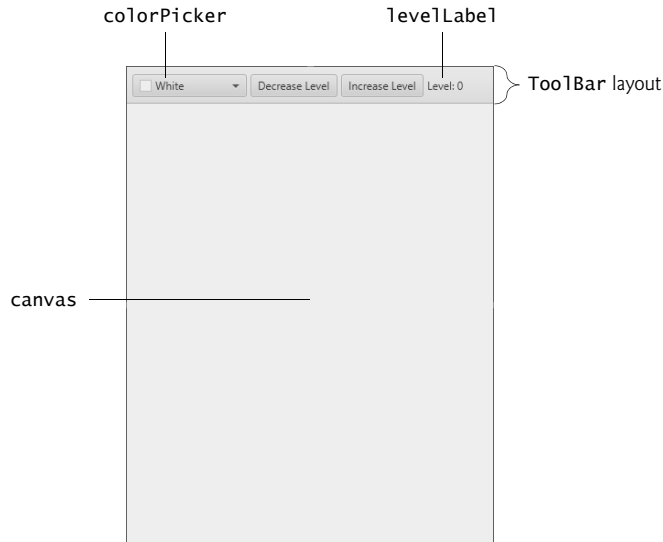 colorPicker
levelLabel
White
Decrease Level
Increase Level
Level: 0
ToolBar layout
canvas